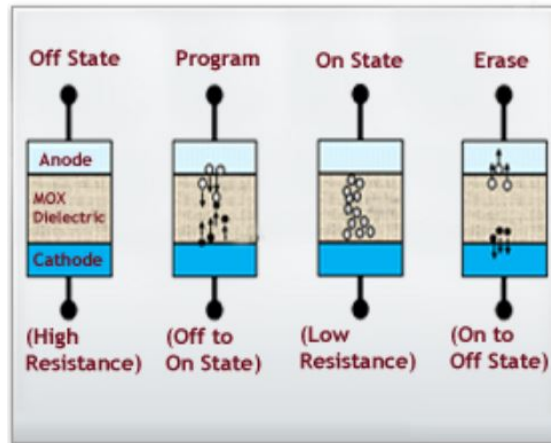 Off State
Program
On State
Erase
Anode
MOX
Dielectric
Cathode
(High
Resistance)
(Off to
On State)
(Low
Resistance)
(On to
Off State)